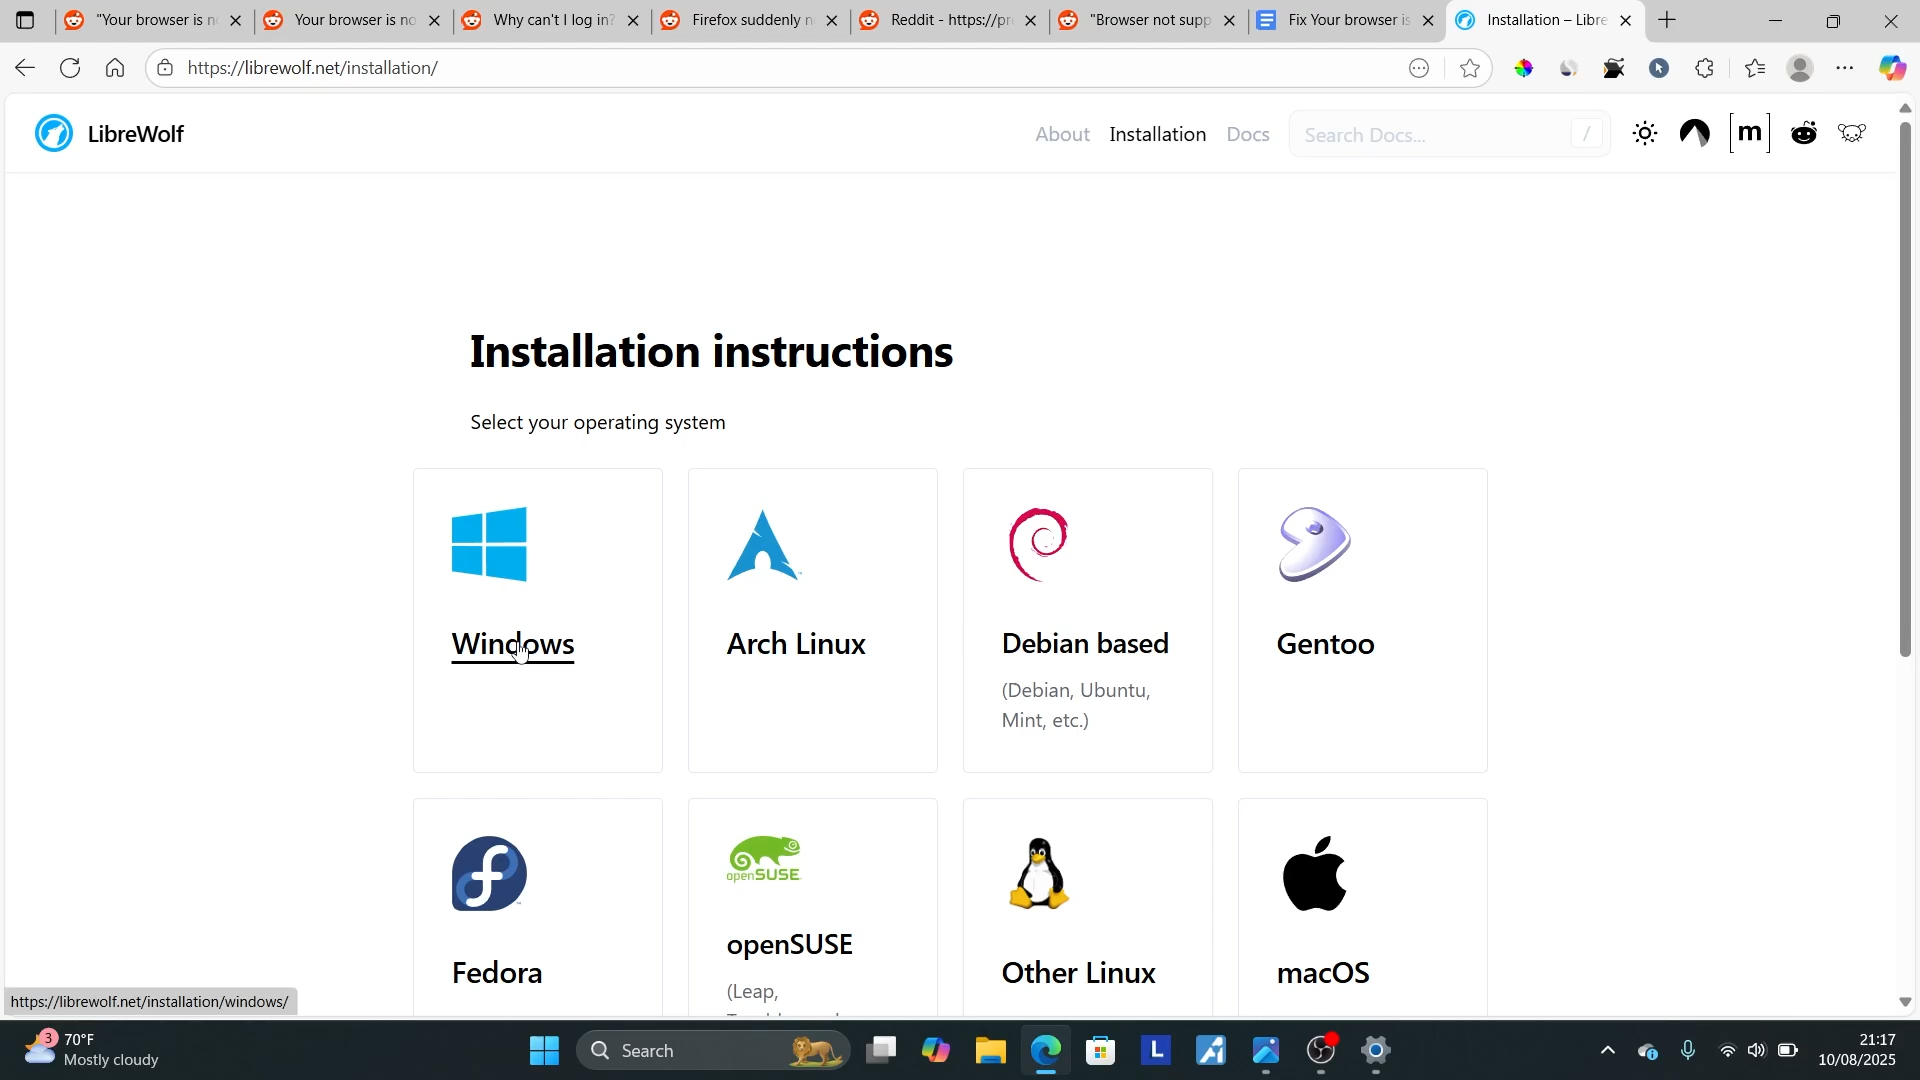 "Your browser is n
Your browser is no
Why can't I log in?
Firefox suddenly n
Reddit - https://pr
"Browser not supp
Fix Your browser is
Installation – Libre
https://librewolf.net/installation/
LibreWolf
About
Installation
Docs
Search Docs...
/
[m]
Installation instructions
Select your operating system
Windows
Arch Linux
Debian based
(Debian, Ubuntu,
Mint, etc.)
Gentoo
Fedora
openSUSE
openSUSE
(Leap,
Other Linux
macOS
https://librewolf.net/installation/windows/
3
70°F
Mostly cloudy
Search
L
21:17
10/08/2025